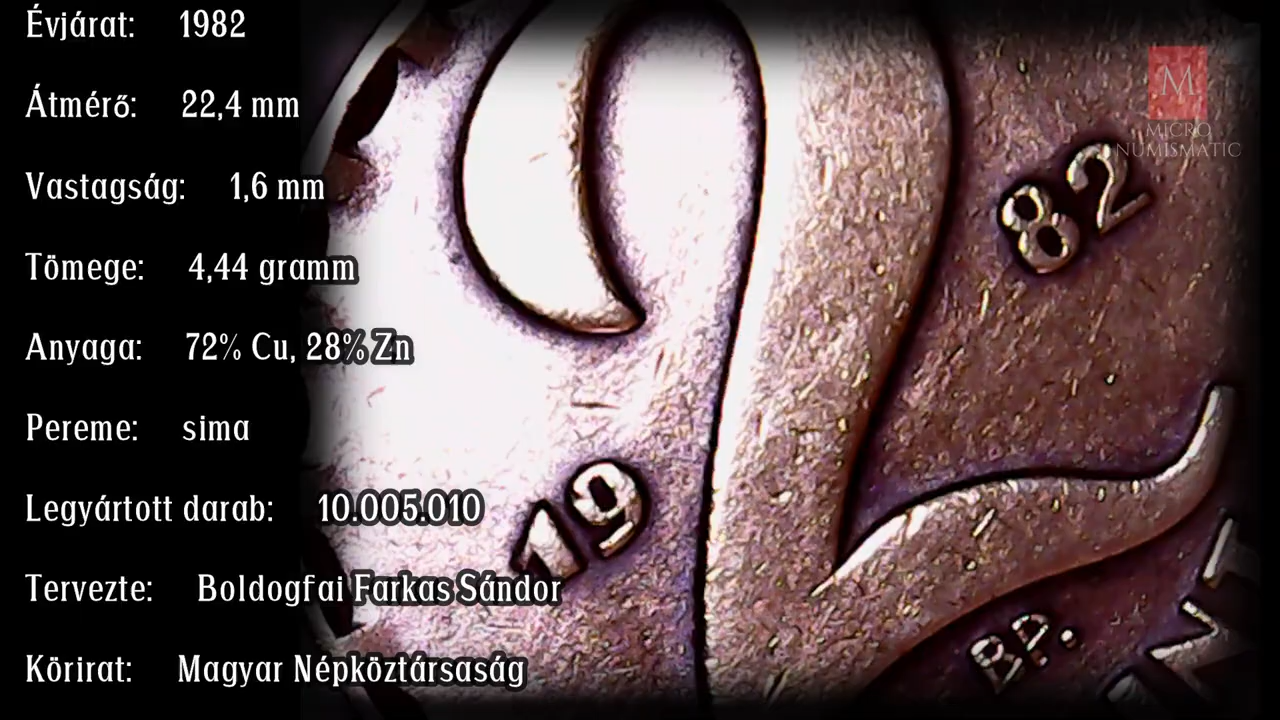 Évjárat: 1982
Átmérő: 22,4 mm
Vastagság: 1,6 mm
Tömege: 4,44 gramm
Anyaga: 72% Cu, 28% Zn
Pereme: sima
Legyártott darab: 10.005.010
Tervezte: Boldogfai Farkas Sándor
Körirat: Magyar Népköztársaság
M
MICRO
NUMISMATIC
2
82
19
BP.